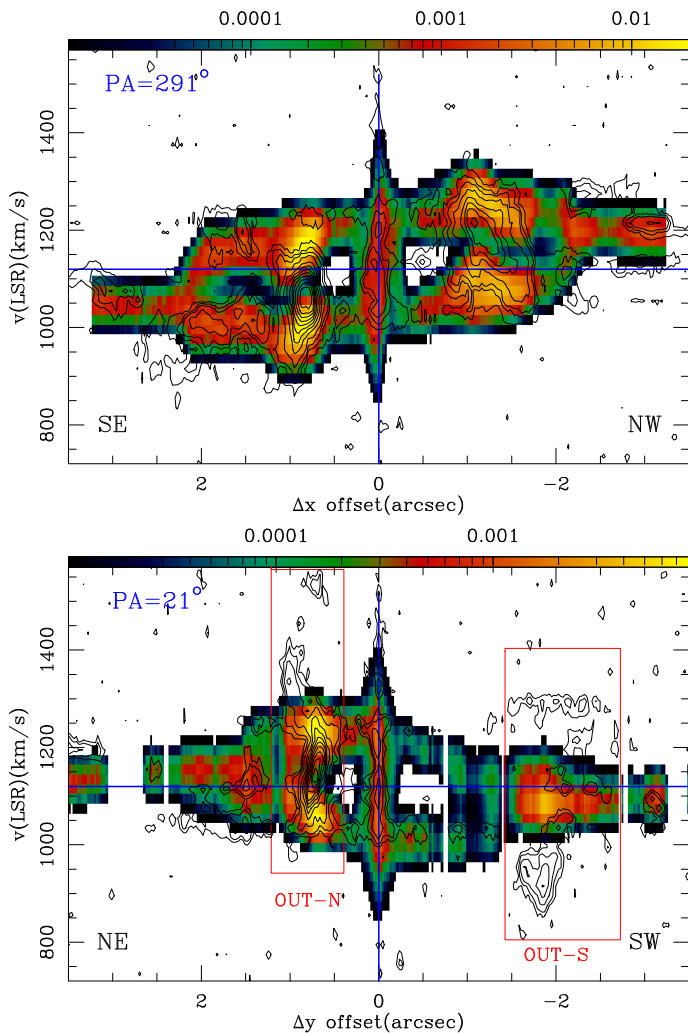 0.0001 0.001 0.01
PA=291°
1400
1200
1000
800
v(LSR)(km/s)
SE NW
2 0 −2
Δx offset(arcsec)
0.0001 0.001
PA=21°
1400
1200
1000
800
v(LSR)(km/s)
OUT−N
OUT−S
NE SW
2 0 −2
Δy offset(arcsec)